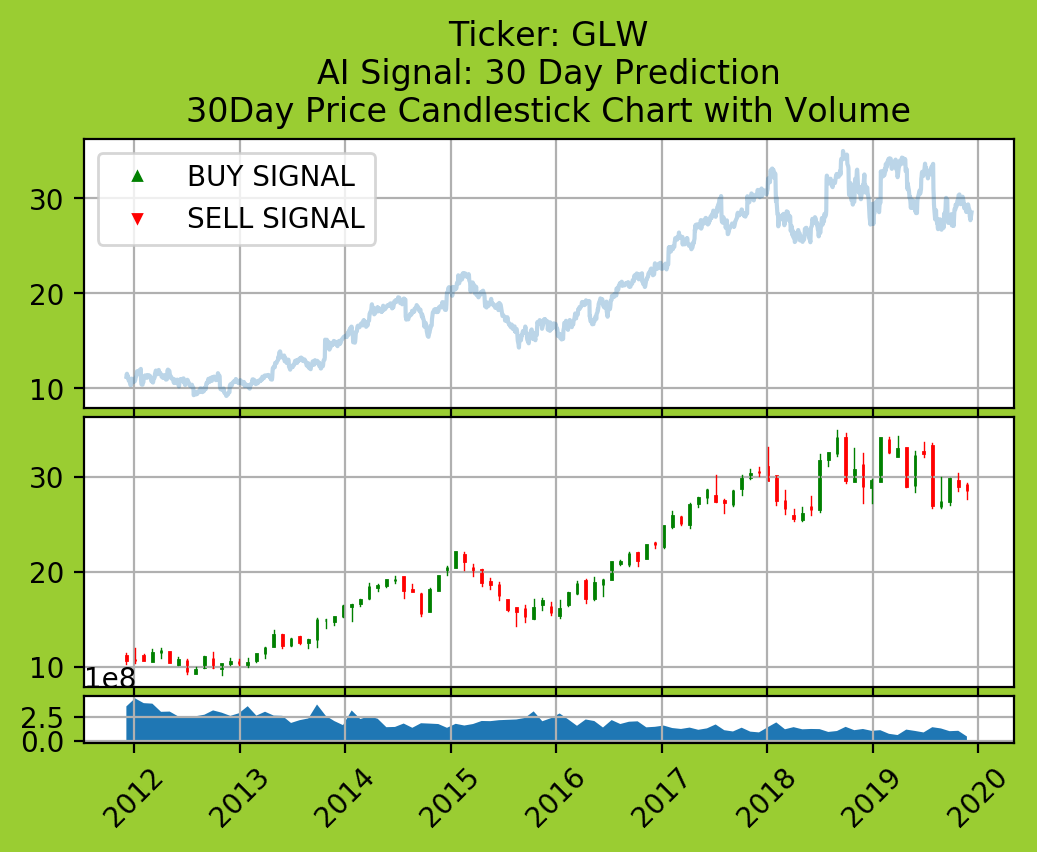 Ticker: GLW
AI Signal: 30 Day Prediction
30Day Price Candlestick Chart with Volume
BUY SIGNAL
SELL SIGNAL
30
20
10
30
20
10
1e8
2.5
0.0
2012
2013
2014
2015
2016
2017
2018
2019
2020